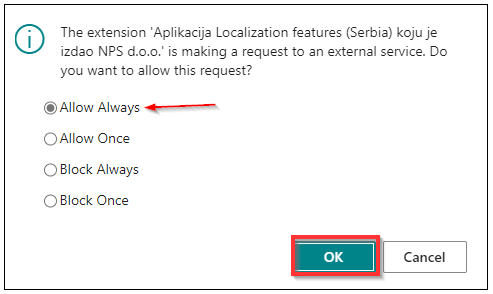 The extension 'Aplikacija Localization features (Serbia) koju je
izdao NPS d.o.o.' is making a request to an external service. Do
you want to allow this request?
Allow Always
Allow Once
Block Always
Block Once
OK
Cancel